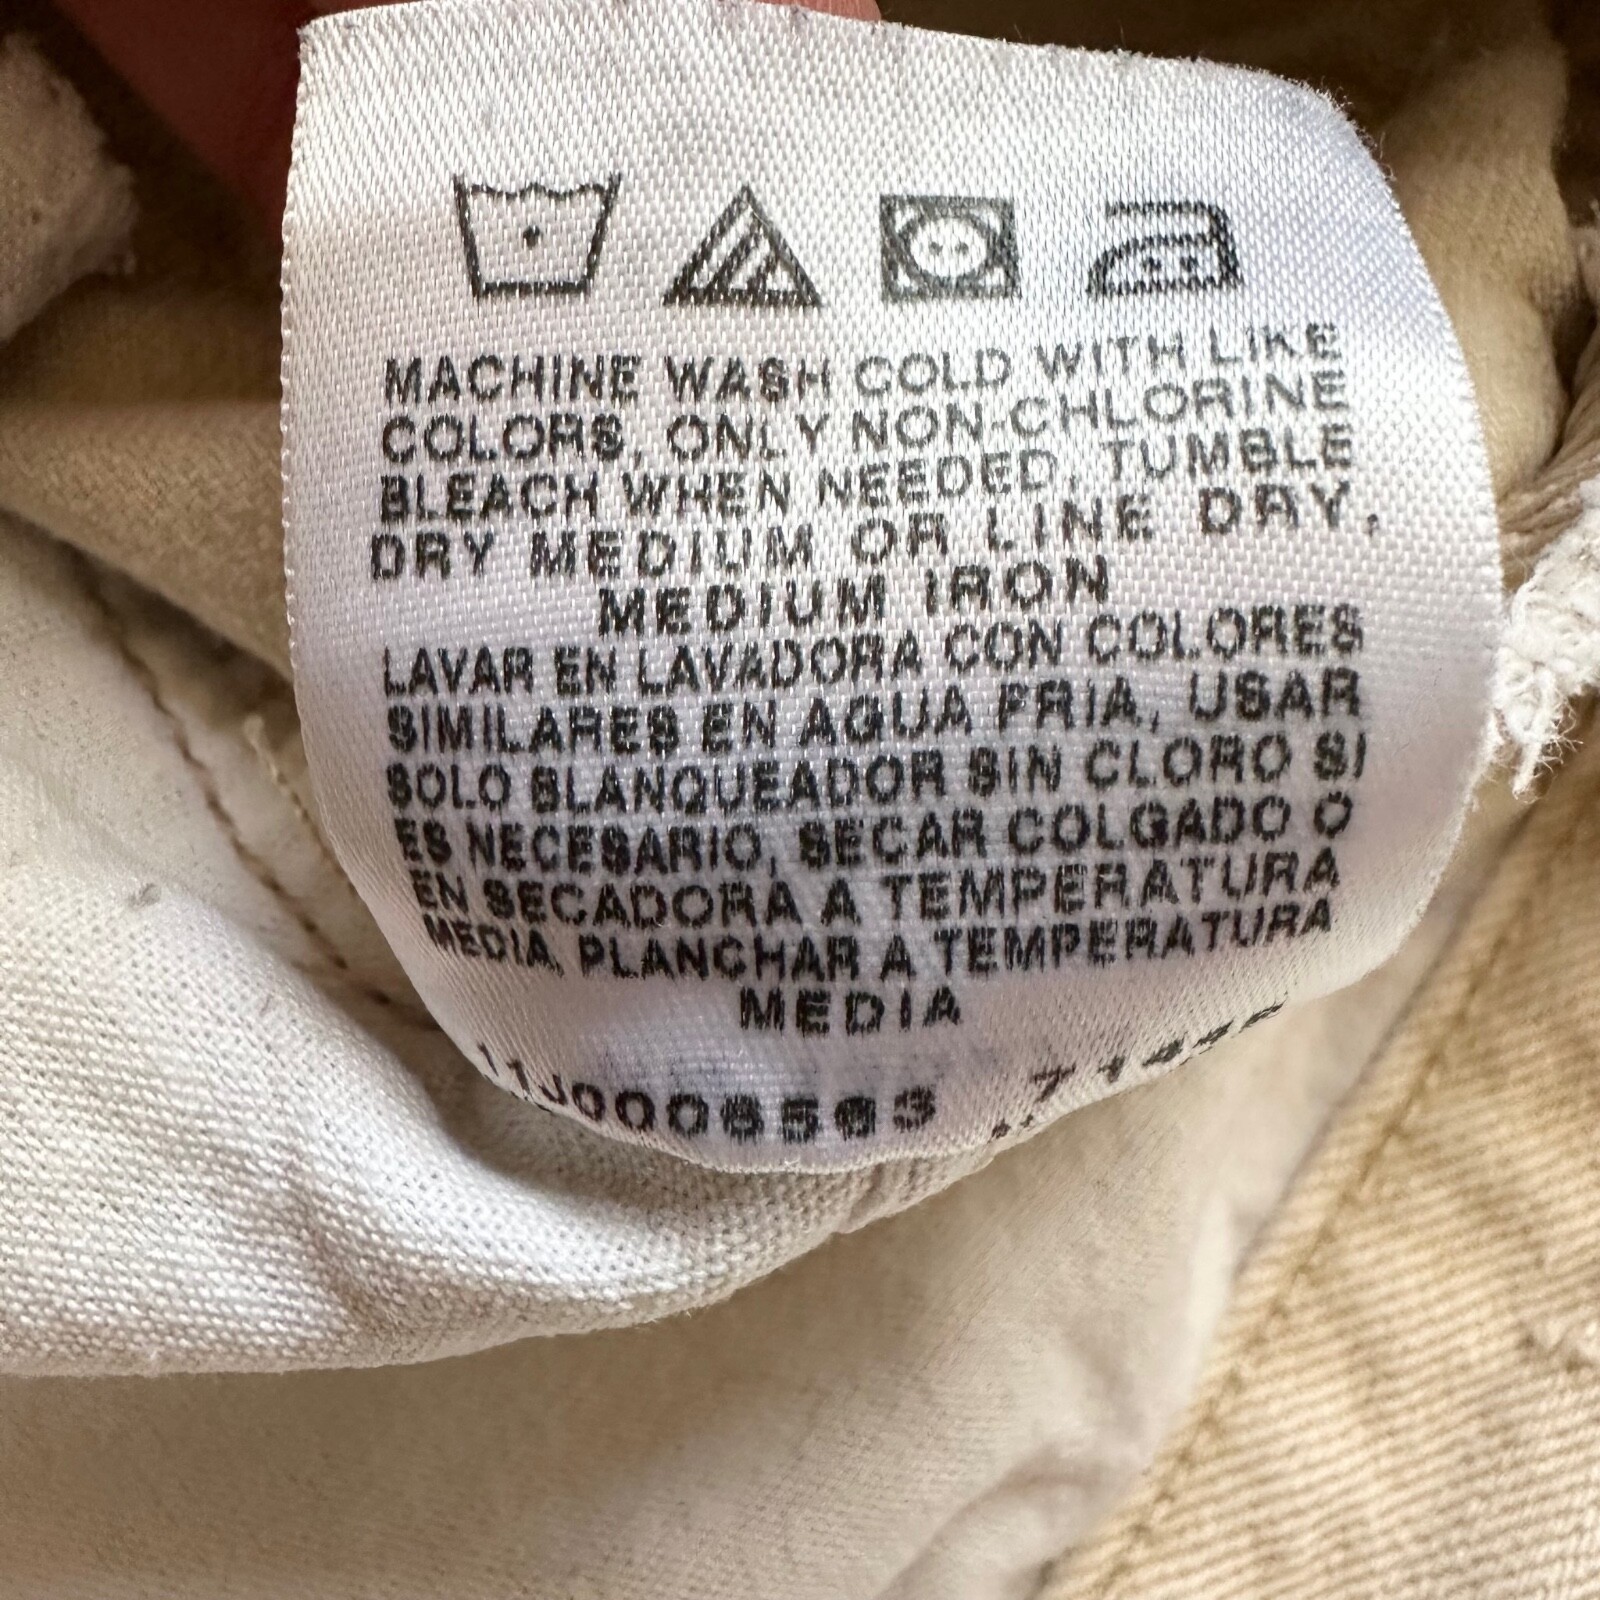 MACHINE WASH COLD WITH LIKE
COLORS, ONLY NON-CHLORINE
BLEACH WHEN NEEDED, TUMBLE
DRY MEDIUM OR LINE DRY,
MEDIUM IRON
LAVAR EN LAVADORA CON COLORES
SIMILARES EN AGUA FRIA, USAR
SOLO BLANQUEADOR SIN CLORO SI
ES NECESARIO, SECAR COLGADO O
EN SECADORA A TEMPERATURA
MEDIA, PLANCHAR A TEMPERATURA
MEDIA